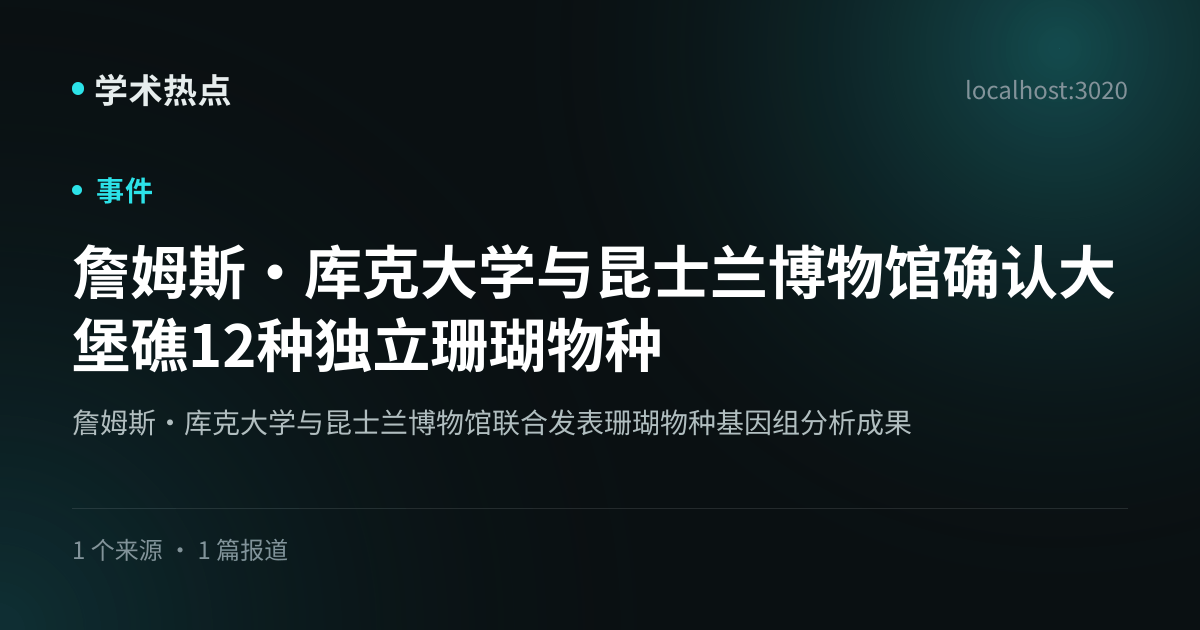 学术热点
localhost:3020
事件
詹姆斯·库克大学与昆士兰博物馆确认大
堡礁12种独立珊瑚物种
詹姆斯·库克大学与昆士兰博物馆联合发表珊瑚物种基因组分析成果
1 个来源 · 1 篇报道